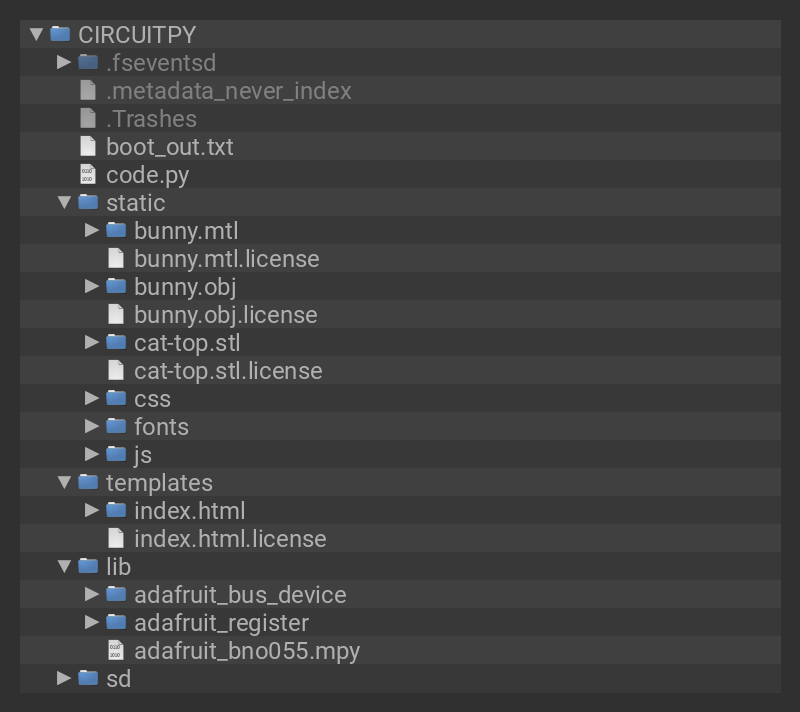 CIRCUITPY
.fseventsd
.metadata_never_index
.Trashes
boot_out.txt
code.py
static
bunny.mtl
bunny.mtl.license
bunny.obj
bunny.obj.license
cat-top.stl
cat-top.stl.license
css
fonts
js
templates
index.html
index.html.license
lib
adafruit_bus_device
adafruit_register
adafruit_bno055.mpy
sd